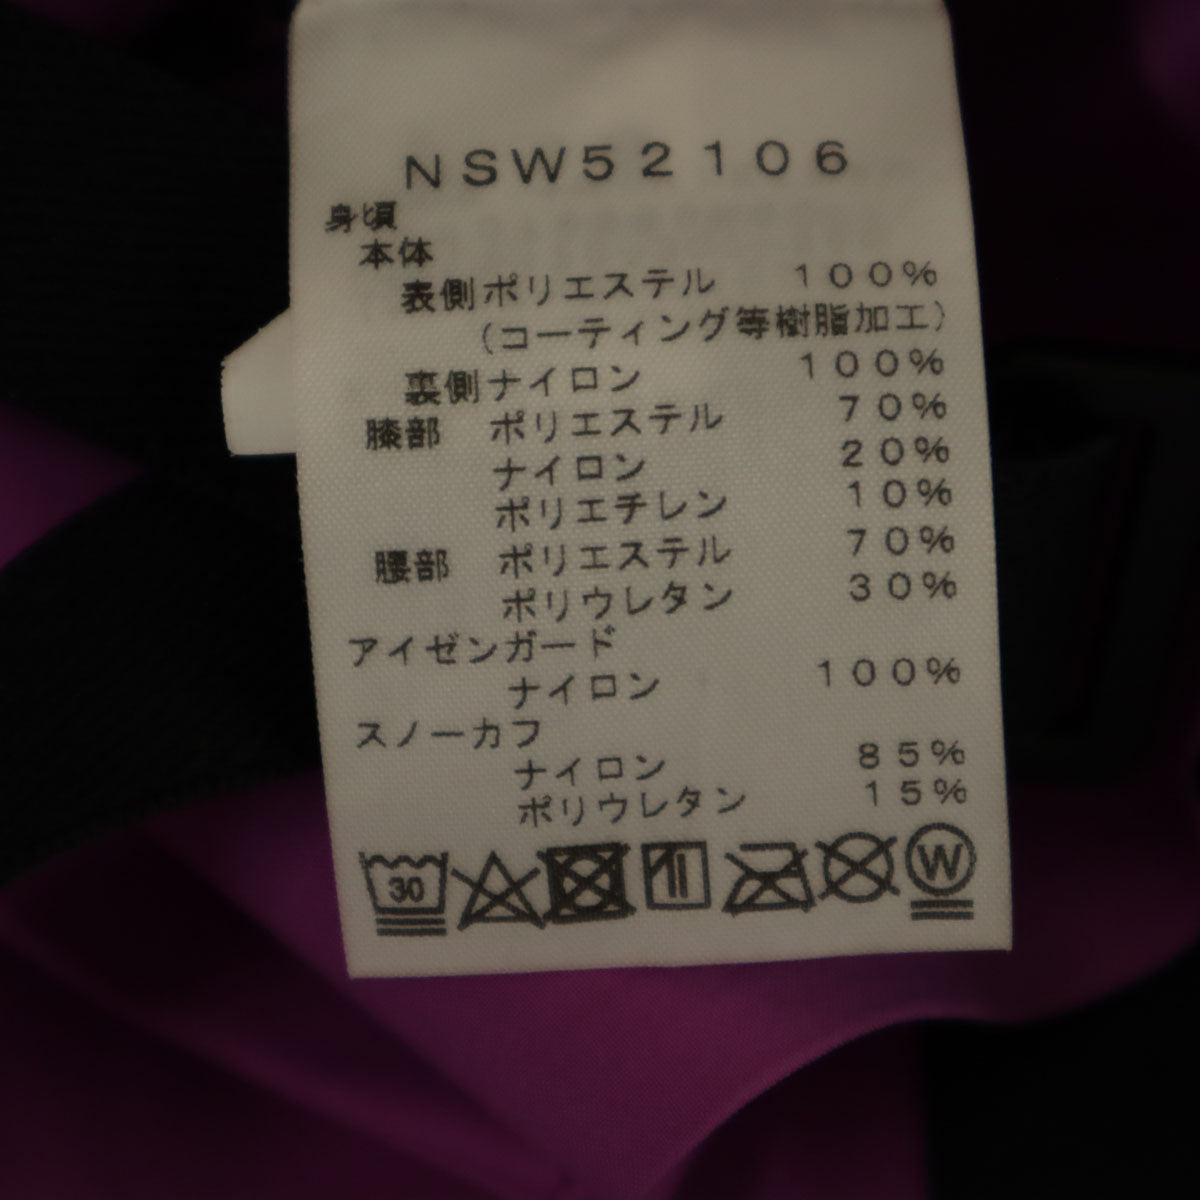 NSW52106
身頃
本体
表側ポリエステル 100%
(コーティング等樹脂加工)
裏側ナイロン 100%
膝部 ポリエステル 70%
ナイロン 20%
ポリエチレン 10%
腰部 ポリエステル 70%
ポリウレタン 30%
アイゼンガード
ナイロン 100%
スノーカフ
ナイロン 85%
ポリウレタン 15%
30 W